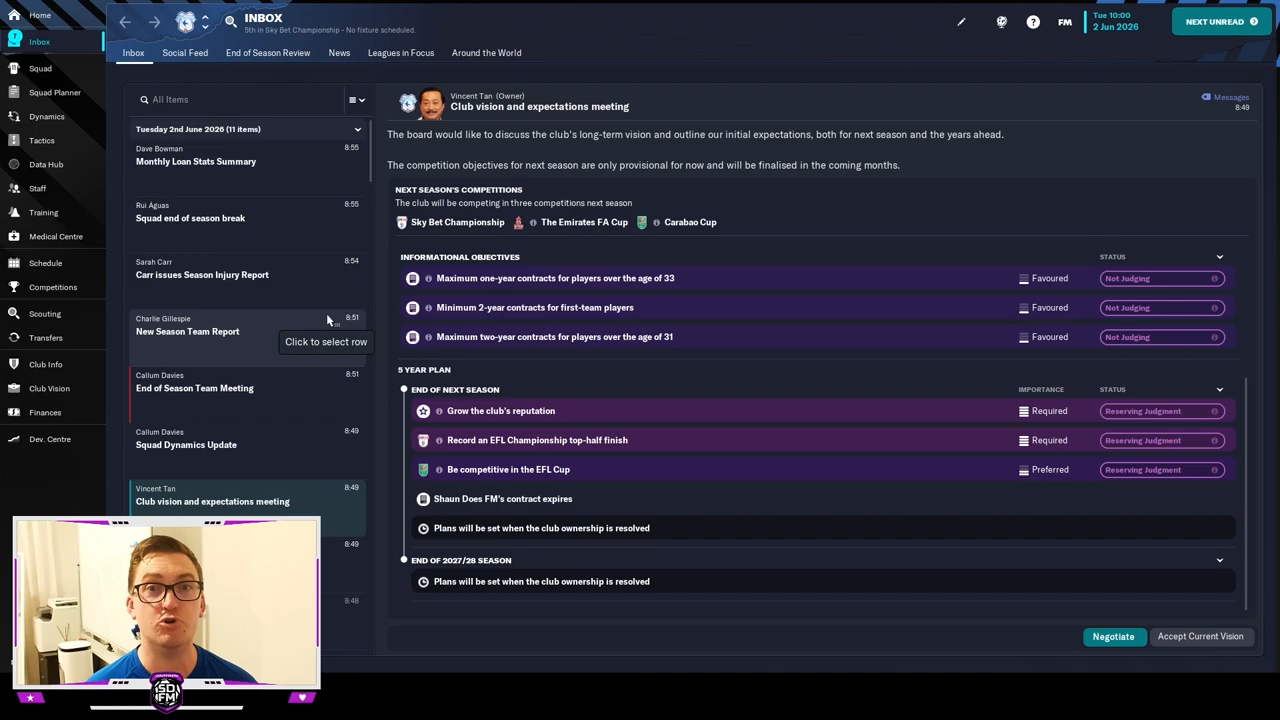 Home
INBOX
5th in Sky Bet Championship - No fixture scheduled.
FM
Tue 10:00
2 Jun 2026
NEXT UNREAD
7
Inbox
Squad
Squad Planner
Dynamics
Tactics
Data Hub
Staff
Training
Medical Centre
Schedule
Competitions
Scouting
Transfers
Club Info
Club Vision
Finances
Dev. Centre
Inbox
Social Feed
End of Season Review
News
Leagues in Focus
Around the World
All Items
Tuesday 2nd June 2026 (11 items)
Dave Bowman
8:55
Monthly Loan Stats Summary
Rui Águas
8:55
Squad end of season break
Sarah Carr
8:54
Carr issues Season Injury Report
Charlie Gillespie
8:51
New Season Team Report
Click to select row
Callum Davies
8:51
End of Season Team Meeting
Callum Davies
8:49
Squad Dynamics Update
Vincent Tan
8:49
Club vision and expectations meeting
8:49
8:48
Vincent Tan (Owner)
Club vision and expectations meeting
Messages
8:49
The board would like to discuss the club's long-term vision and outline our initial expectations, both for next season and the years ahead.
The competition objectives for next season are only provisional for now and will be finalised in the coming months.
NEXT SEASON'S COMPETITIONS
The club will be competing in three competitions next season
Sky Bet Championship
The Emirates FA Cup
Carabao Cup
INFORMATIONAL OBJECTIVES
STATUS
Maximum one-year contracts for players over the age of 33
Favoured
Not Judging
Minimum 2-year contracts for first-team players
Favoured
Not Judging
Maximum two-year contracts for players over the age of 31
Favoured
Not Judging
5 YEAR PLAN
END OF NEXT SEASON
IMPORTANCE
STATUS
Grow the club's reputation
Required
Reserving Judgment
Record an EFL Championship top-half finish
Required
Reserving Judgment
Be competitive in the EFL Cup
Preferred
Reserving Judgment
Shaun Does FM's contract expires
Plans will be set when the club ownership is resolved
END OF 2027/28 SEASON
Plans will be set when the club ownership is resolved
Negotiate
Accept Current Vision
SD
FM